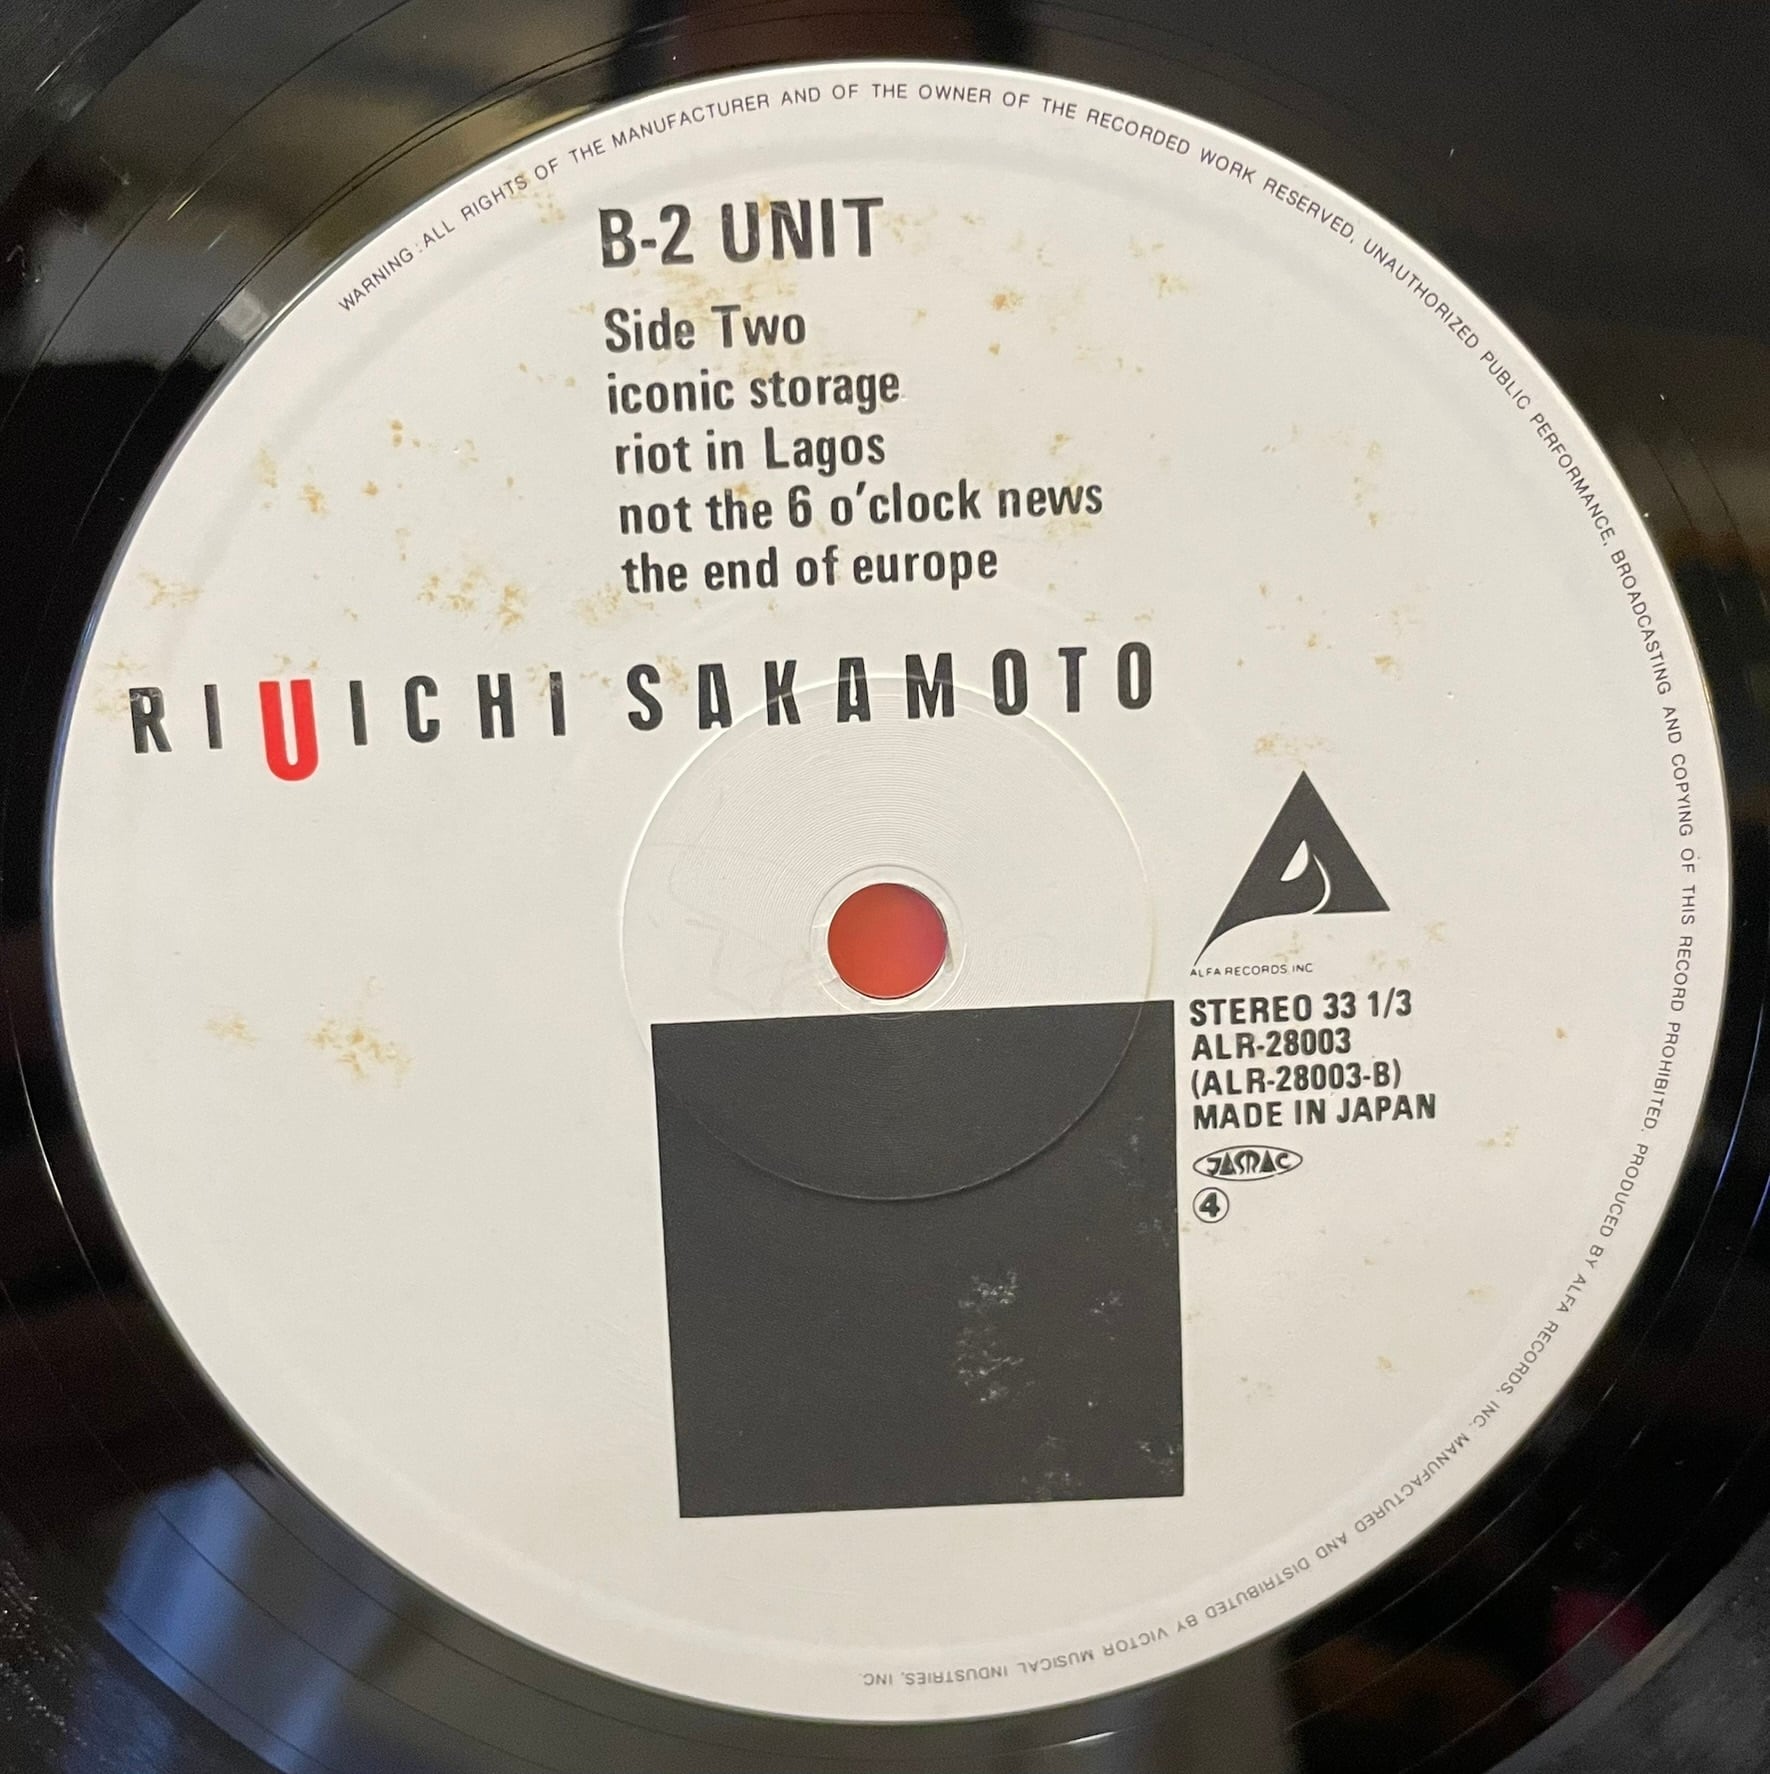 WARNING : ALL RIGHTS OF THE MANUFACTURER AND OF THE OWNER OF THE RECORDED WORK RESERVED, UNAUTHORIZED PUBLIC PERFORMANCE, BROADCASTING AND COPYING OF THIS RECORD PROHIBITED. PRODUCED BY ALFA RECORDS, INC. MANUFACTURED AND DISTRIBUTED BY VICTOR MUSICAL INDUSTRIES, INC.
B-2 UNIT
Side Two
iconic storage
riot in Lagos
not the 6 o'clock news
the end of europe
RIUICHI SAKAMOTO
ALFA RECORDS, INC
STEREO 33 1/3
ALR-28003
(ALR-28003-B)
MADE IN JAPAN
JASRAC
4